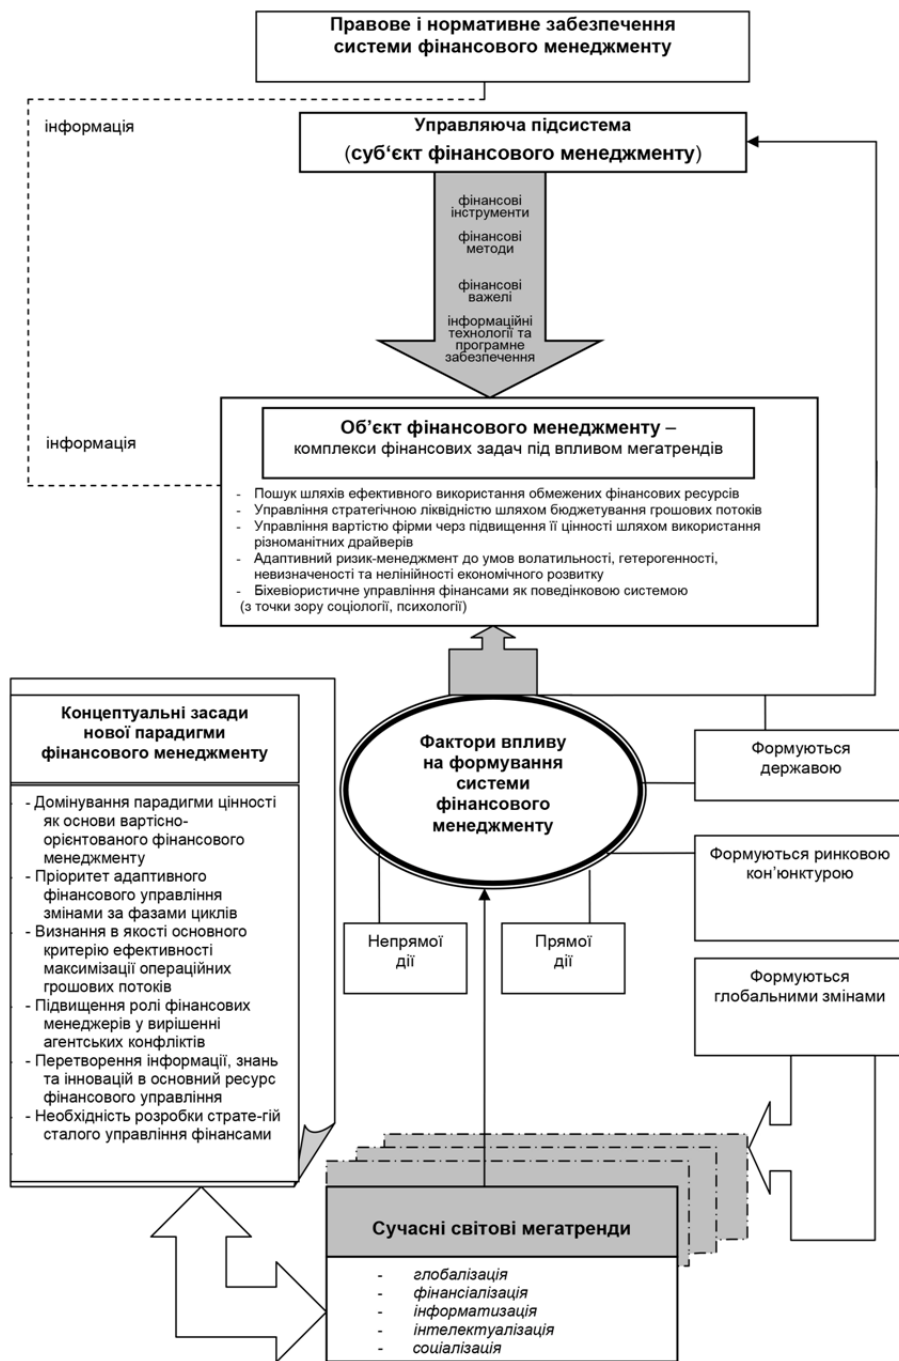 Правове і нормативне забезпечення
системи фінансового менеджменту
інформація
Управляюча підсистема
(суб‘єкт фінансового менеджменту)
фінансові
інструменти
фінансові
методи
фінансові
важелі
інформаційні
технології та
програмне
забезпечення
інформація
Об’єкт фінансового менеджменту –
комплекси фінансових задач під впливом мегатрендів
- Пошук шляхів ефективного використання обмежених фінансових ресурсів
- Управління стратегічною ліквідністю шляхом бюджетування грошових потоків
- Управління вартістю фірми черз підвищення її цінності шляхом використання
різноманітних драйверів
- Адаптивний ризик-менеджмент до умов волатильності, гетерогенності,
невизначеності та нелінійності економічного розвитку
- Біхевіористичне управління фінансами як поведінковою системою
(з точки зору соціології, психології)
Концептуальні засади
нової парадигми
фінансового менеджменту
- Домінування парадигми цінності
як основи вартісно-
орієнтованого фінансового
менеджменту
- Пріоритет адаптивного
фінансового управління
змінами за фазами циклів
- Визнання в якості основного
критерію ефективності
максимізації операційних
грошових потоків
- Підвищення ролі фінансових
менеджерів у вирішенні
агентських конфліктів
- Перетворення інформації, знань
та інновацій в основний ресурс
фінансового управління
- Необхідність розробки страте-гій
сталого управління фінансами
Фактори впливу
на формування
системи
фінансового
менеджменту
Формуються
державою
Формуються ринковою
кон’юнктурою
Непрямої
дії
Прямої
дії
Формуються
глобальними змінами
Сучасні світові мегатренди
- глобалізація
- фінансіалізація
- інформатизація
- інтелектуалізація
- соціалізація